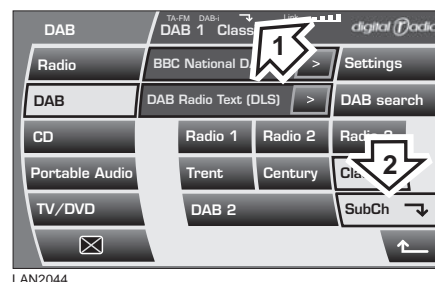 DAB
TA-FM DAB-i
DAB 1 Class
digital radio
Radio
BBC National D
>
Settings
DAB
DAB Radio Text (DLS)
>
DAB search
CD
Radio 1
Radio 2
Portable Audio
Trent
Century
TV/DVD
DAB 2
SubCh
1
2
LAN2044